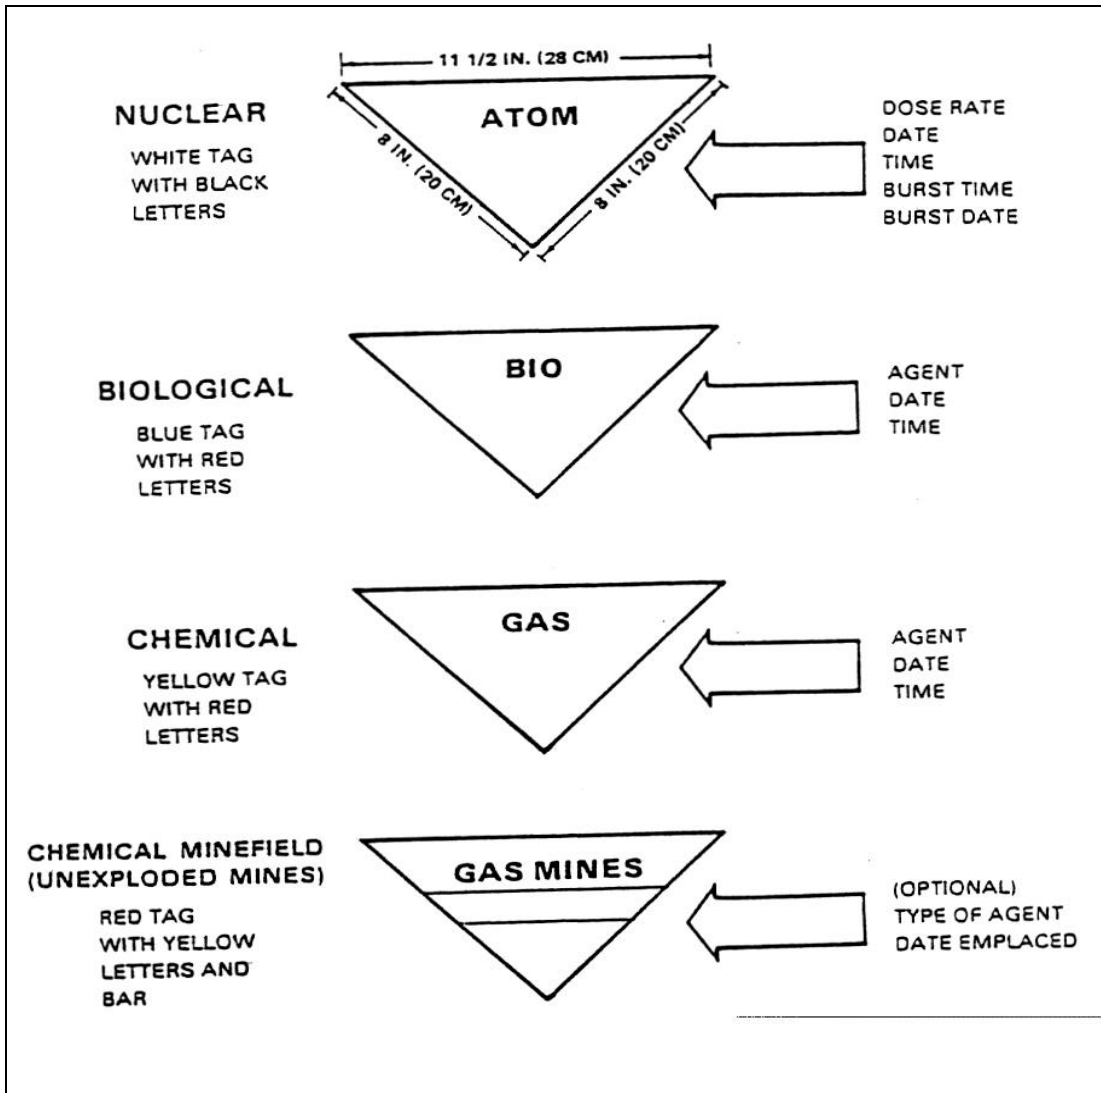 11 1/2 IN. (28 CM)
NUCLEAR
WHITE TAG
WITH BLACK
LETTERS
ATOM
8 IN. (20 CM)
8 IN. (20 CM)
DOSE RATE
DATE
TIME
BURST TIME
BURST DATE
BIOLOGICAL
BLUE TAG
WITH RED
LETTERS
BIO
AGENT
DATE
TIME
CHEMICAL
YELLOW TAG
WITH RED
LETTERS
GAS
AGENT
DATE
TIME
CHEMICAL MINEFIELD
(UNEXPLODED MINES)
RED TAG
WITH YELLOW
LETTERS AND
BAR
GAS MINES
(OPTIONAL)
TYPE OF AGENT
DATE EMPLACED